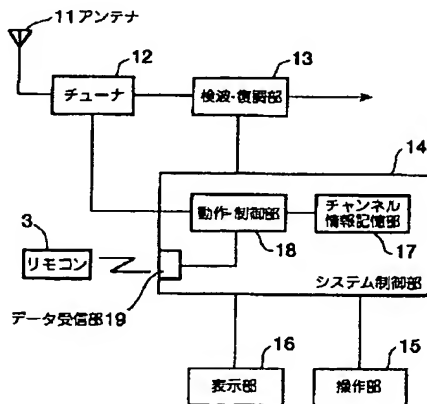 11アンテナ
12
チューナ
13
検波・復調部
14
動作・制御部
18
チャンネル
情報記憶部
17
3
リモコン
データ受信部19
システム制御部
16
表示部
15
操作部